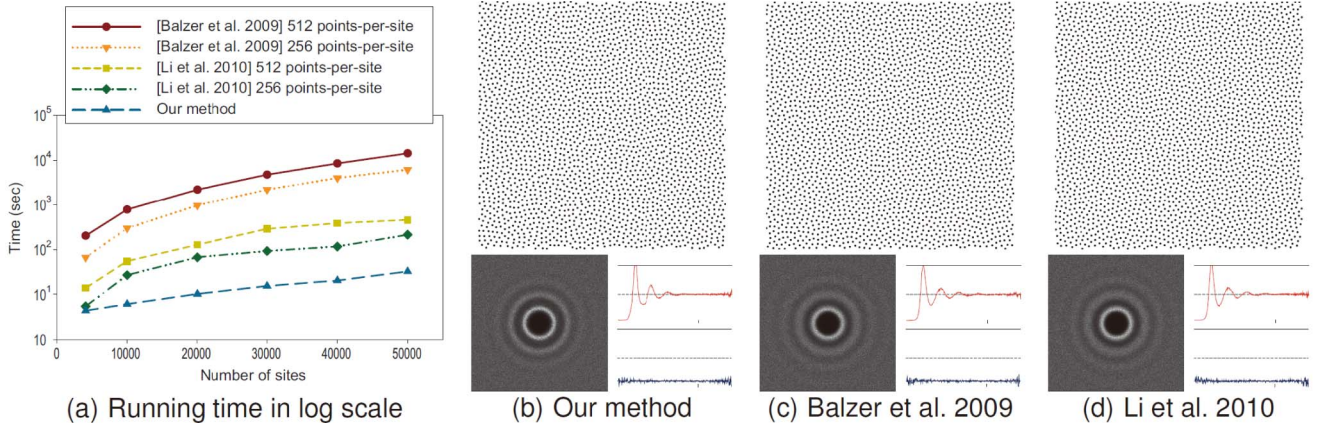 [Balzer et al. 2009] 512 points-per-site
[Balzer et al. 2009] 256 points-per-site
[Li et al. 2010] 512 points-per-site
[Li et al. 2010] 256 points-per-site
Our method
10^5
10^4
10^3
10^2
10^1
10
Time (sec)
0 10000 20000 30000 40000 50000
Number of sites
(a) Running time in log scale
(b) Our method
(c) Balzer et al. 2009
(d) Li et al. 2010